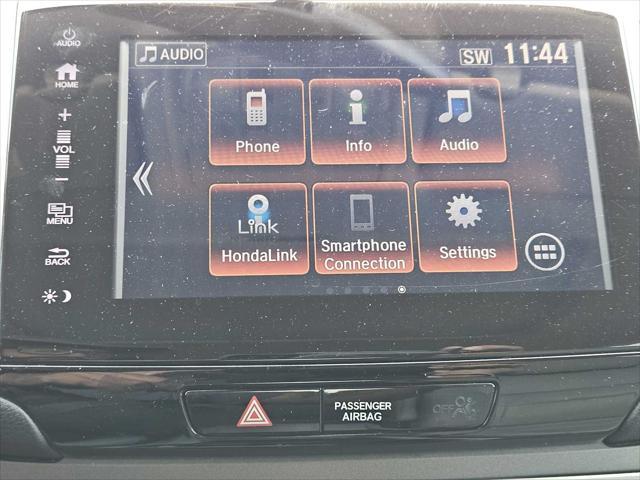 AUDIO
AUDIO
SW 11:44
HOME
+
VOL
-
MENU
BACK
Phone
Info
Audio
Link
HondaLink
Smartphone
Connection
Settings
PASSENGER
AIRBAG
OFF